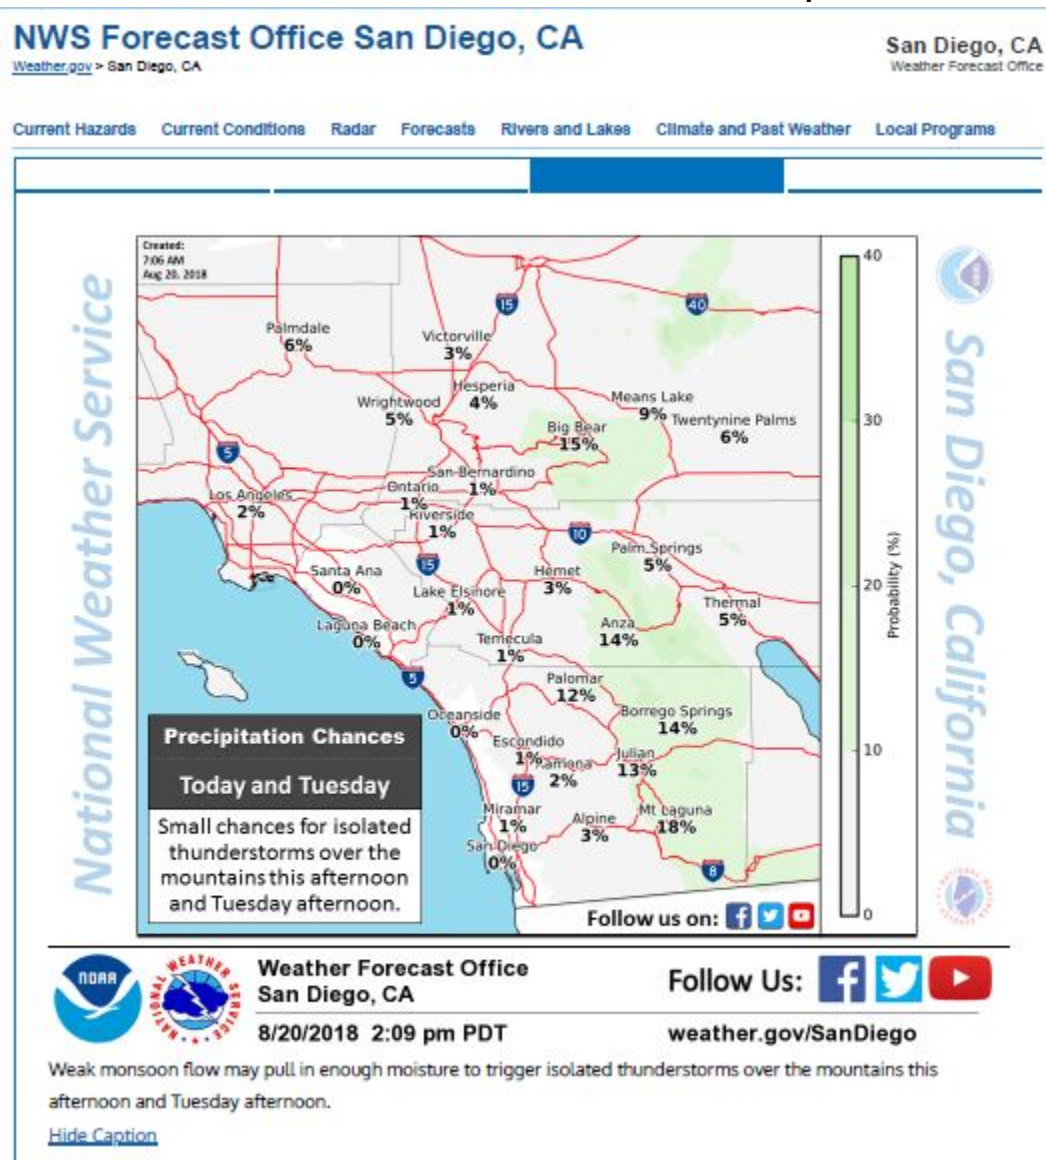 NWS Forecast Office San Diego, CA
Weather.gov > San Diego, CA
San Diego, CA
Weather Forecast Office
Current Hazards Current Conditions Radar Forecasts Rivers and Lakes Climate and Past Weather Local Programs
National Weather Service
Created:
7:06 AM
Aug 20, 2018
15
40
Palmdale
6%
Victorville
3%
Hesperia
4%
Wrightwood
5%
Means Lake
9%
Twentynine Palms
6%
Big Bear
15%
5
San Bernardino
1%
Ontario
1%
Los Angeles
2%
Riverside
1%
10
15
Palm Springs
5%
Santa Ana
0%
Hemet
3%
Lake Elsinore
1%
Thermal
5%
Laguna Beach
0%
Anza
14%
Temecula
1%
5
Palomar
12%
Oceanside
0%
Borrego Springs
14%
Escondido
1%
Ramona
2%
Julian
13%
15
Miramar
1%
Alpine
3%
Mt Laguna
18%
San Diego
0%
8
Precipitation Chances
Today and Tuesday
Small chances for isolated
thunderstorms over the
mountains this afternoon
and Tuesday afternoon.
Follow us on:
40
30
20
10
0
Probability (%)
San Diego, California
NOAA
NATIONAL WEATHER SERVICE
Weather Forecast Office
San Diego, CA
Follow Us:
8/20/2018 2:09 pm PDT
weather.gov/SanDiego
Weak monsoon flow may pull in enough moisture to trigger isolated thunderstorms over the mountains this
afternoon and Tuesday afternoon.
Hide Caption